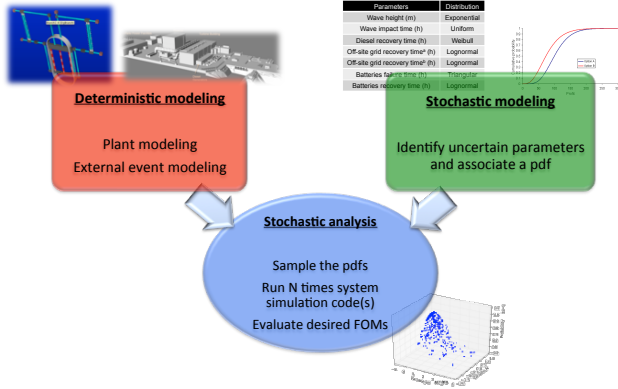 Parameters Distribution
Wave height (m) Exponential
Wave impact time (h) Uniform
Diesel recovery time (h) Weibull
Off-site grid recovery timeᵃ (h) Lognormal
Off-site grid recovery timeᵇ (h) Lognormal
Batteries failure time (h) Triangular
Batteries recovery time (h) Lognormal
Deterministic modeling
Plant modeling
External event modeling
Stochastic modeling
Identify uncertain parameters
and associate a pdf
Stochastic analysis
Sample the pdfs
Run N times system
simulation code(s)
Evaluate desired FOMs